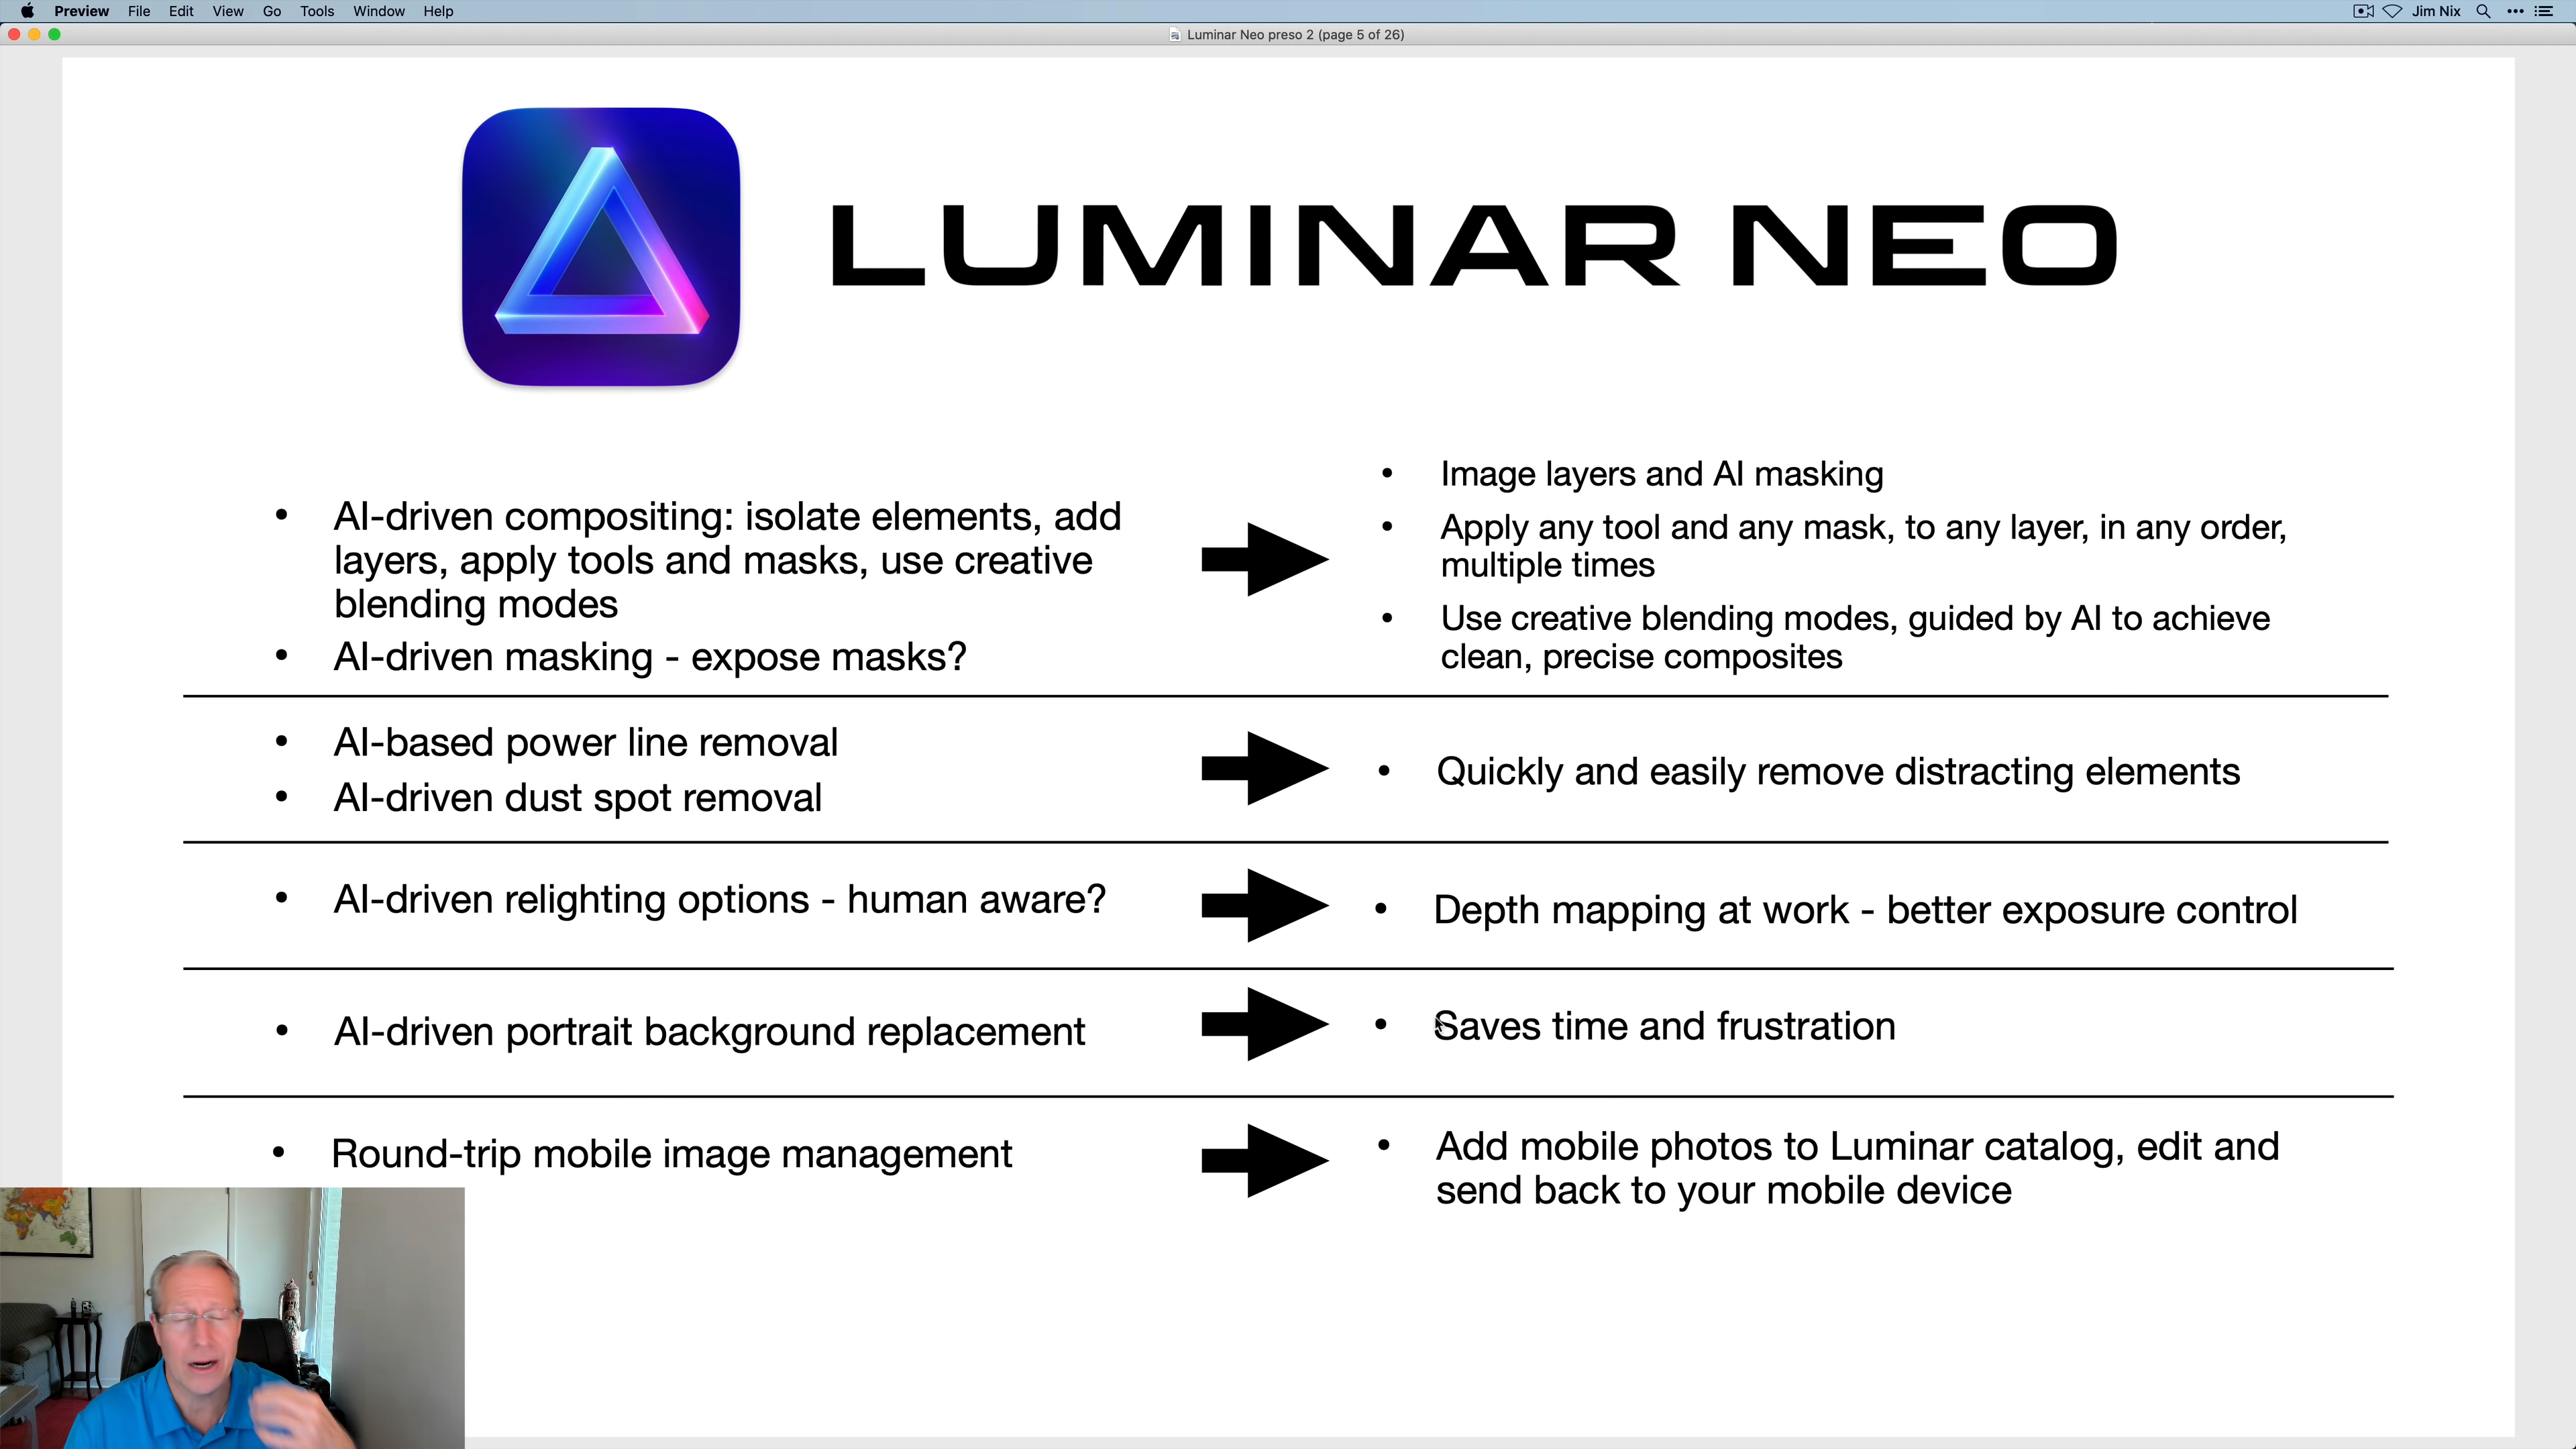 Preview File Edit View Go Tools Window Help
Jim Nix
Luminar Neo preso 2 (page 5 of 26)
LUMINAR NEO
• AI-driven compositing: isolate elements, add
layers, apply tools and masks, use creative
blending modes
• AI-driven masking - expose masks?
• Image layers and AI masking
• Apply any tool and any mask, to any layer, in any order,
multiple times
• Use creative blending modes, guided by AI to achieve
clean, precise composites
• AI-based power line removal
• AI-driven dust spot removal
• Quickly and easily remove distracting elements
• AI-driven relighting options - human aware?
• Depth mapping at work - better exposure control
• AI-driven portrait background replacement
• Saves time and frustration
• Round-trip mobile image management
• Add mobile photos to Luminar catalog, edit and
send back to your mobile device